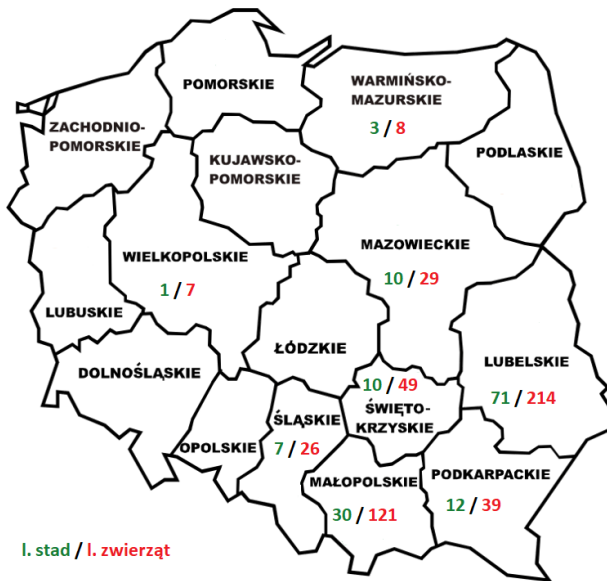 POMORSKIE
WARMIŃSKO-
MAZURSKIE
3 / 8
ZACHODNIO-
POMORSKIE
KUJAWSKO-
POMORSKIE
PODLASKIE
WIELKOPOLSKIE
1 / 7
MAZOWIECKIE
10 / 29
LUBUSKIE
ŁÓDZKIE
LUBELSKIE
71 / 214
DOLNOŚLĄSKIE
10 / 49
ŚWIĘTO-
KRZYSKIE
ŚLĄSKIE
7 / 26
OPOLSKIE
MAŁOPOLSKIE
30 / 121
PODKARPACKIE
12 / 39
l. stad / l. zwierząt